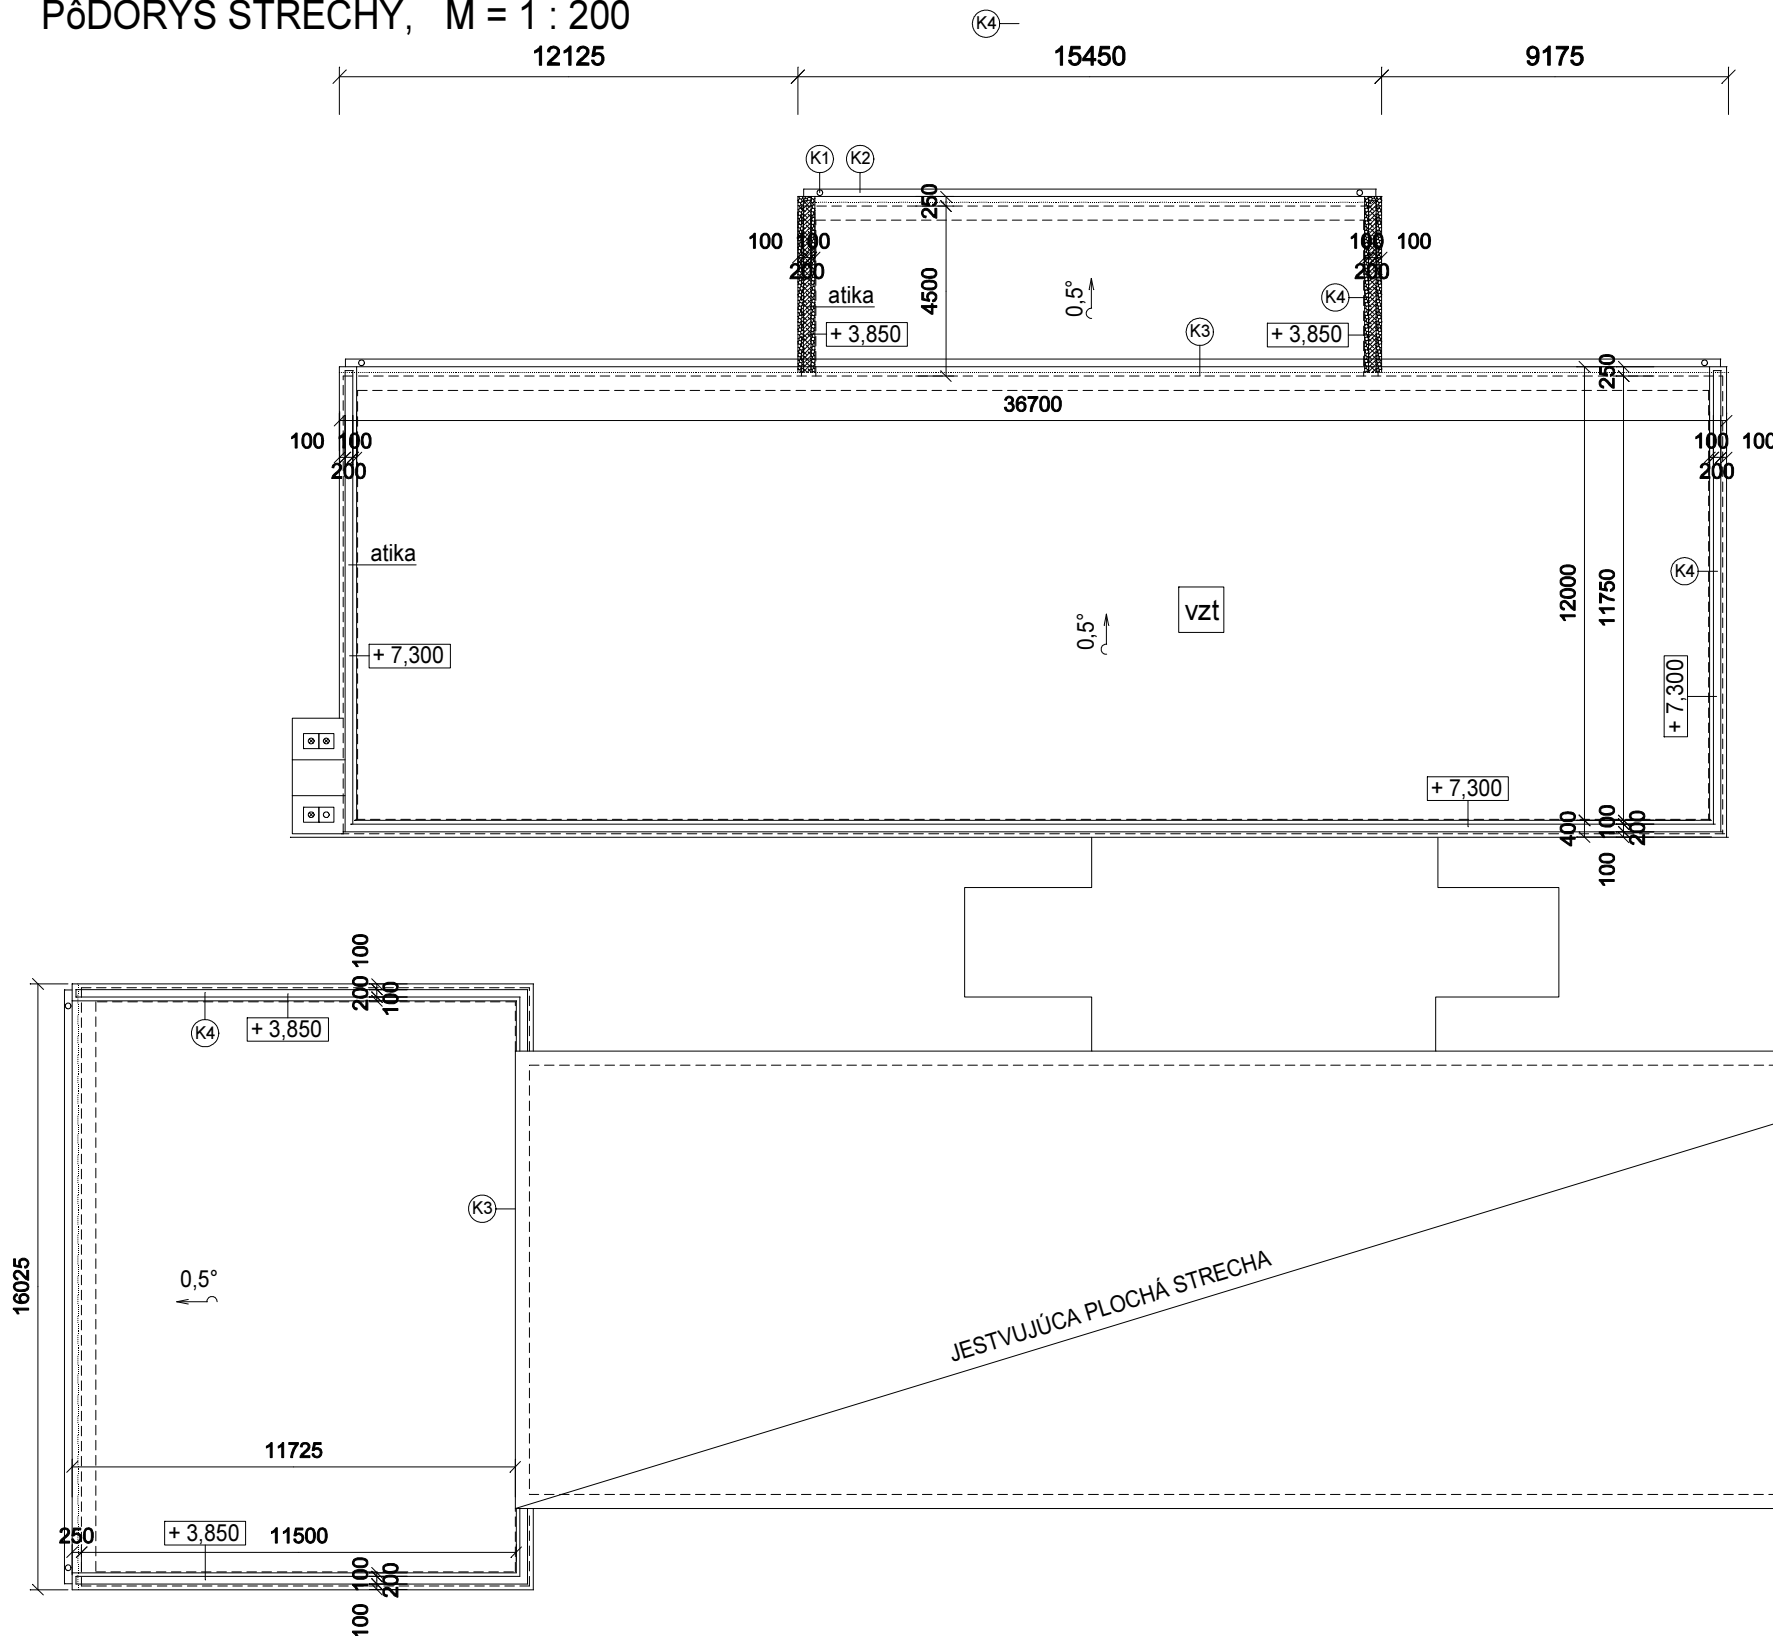 PôDORYS STRECHY, M = 1 : 200
K4
12125 15450 9175
K1 K2
250
100 100 100 100
200 200
0,5°
4500
atika K4
+ 3,850 + 3,850
K3
250
36700
100 100 100 100
200 200
atika
K4
12000 11750
vzt
0,5°
+ 7,300
+ 7,300
+ 7,300
400 100 200
100
100
200 100
K4 + 3,850
K3
16025
0,5°
JESTVUJÚCA PLOCHÁ STRECHA
11725
250 + 3,850 11500
100 200
100